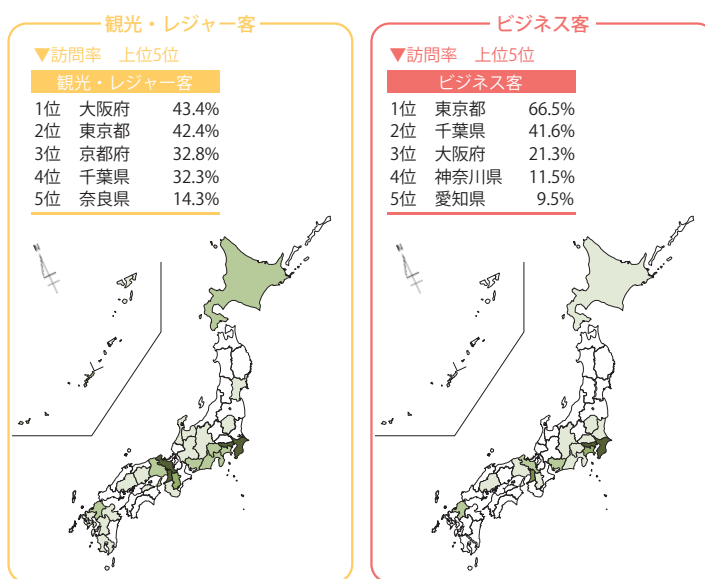 観光・レジャー客
▼訪問率　上位5位
観光・レジャー客
1位　大阪府　43.4%
2位　東京都　42.4%
3位　京都府　32.8%
4位　千葉県　32.3%
5位　奈良県　14.3%
ビジネス客
▼訪問率　上位5位
ビジネス客
1位　東京都　66.5%
2位　千葉県　41.6%
3位　大阪府　21.3%
4位　神奈川県　11.5%
5位　愛知県　9.5%